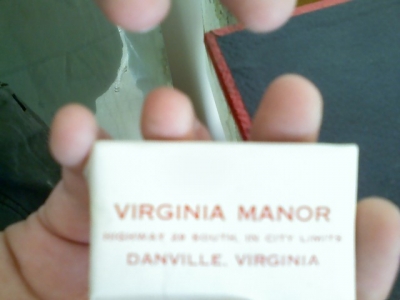 VIRGINIA MANOR
HIGHWAY 29 SOUTH, IN CITY LIMITS
DANVILLE, VIRGINIA